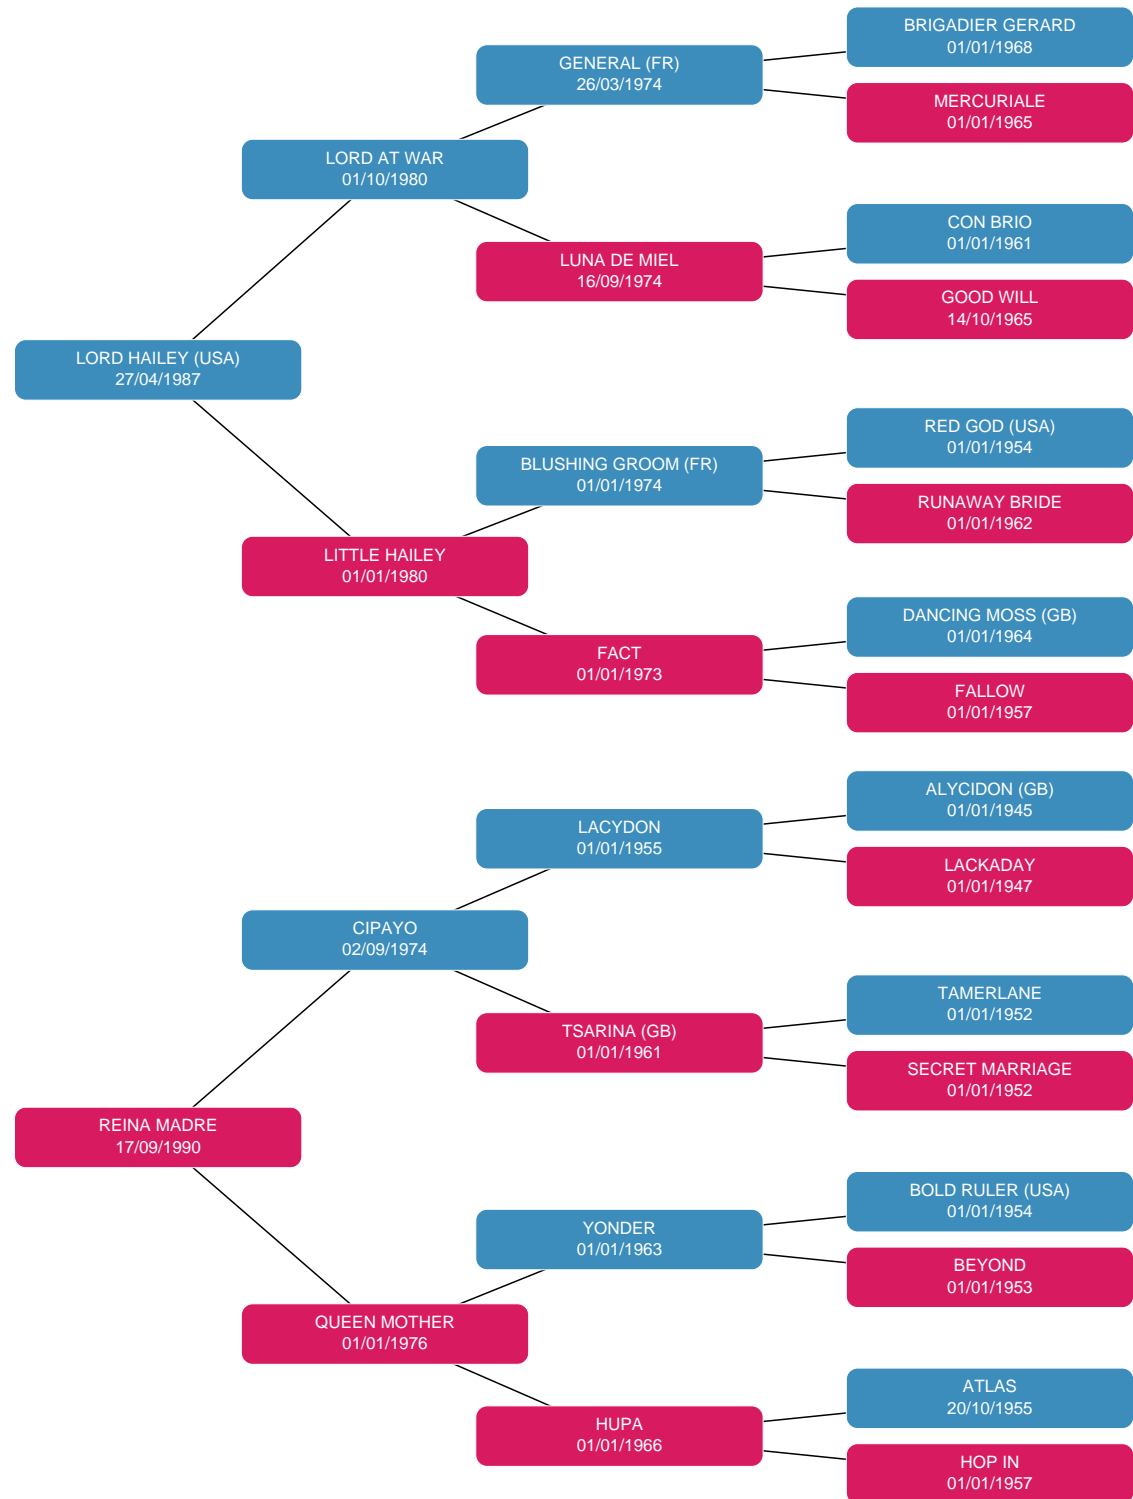 BRIGADIER GERARD
01/01/1968
GENERAL (FR)
26/03/1974
MERCURIALE
01/01/1965
LORD AT WAR
01/10/1980
CON BRIO
01/01/1961
LUNA DE MIEL
16/09/1974
GOOD WILL
14/10/1965
LORD HAILEY (USA)
27/04/1987
RED GOD (USA)
01/01/1954
BLUSHING GROOM (FR)
01/01/1974
RUNAWAY BRIDE
01/01/1962
LITTLE HAILEY
01/01/1980
DANCING MOSS (GB)
01/01/1964
FACT
01/01/1973
FALLOW
01/01/1957
ALYCIDON (GB)
01/01/1945
LACYDON
01/01/1955
LACKADAY
01/01/1947
CIPAYO
02/09/1974
TAMERLANE
01/01/1952
TSARINA (GB)
01/01/1961
SECRET MARRIAGE
01/01/1952
REINA MADRE
17/09/1990
BOLD RULER (USA)
01/01/1954
YONDER
01/01/1963
BEYOND
01/01/1953
QUEEN MOTHER
01/01/1976
ATLAS
20/10/1955
HUPA
01/01/1966
HOP IN
01/01/1957